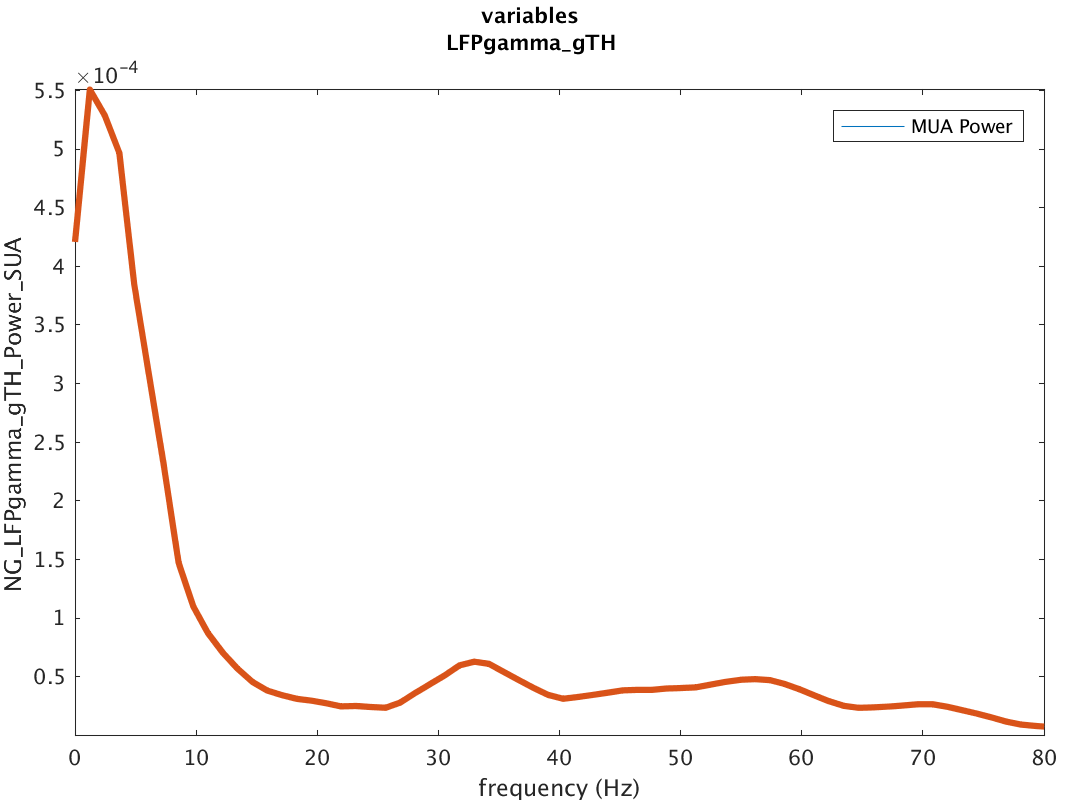 variables
LFPgamma_gTH
×10⁻⁴
MUA Power
5.5
5
4.5
4
3.5
3
2.5
2
1.5
1
0.5
NG_LFPgamma_gTH_Power_SUA
0 10 20 30 40 50 60 70 80
frequency (Hz)